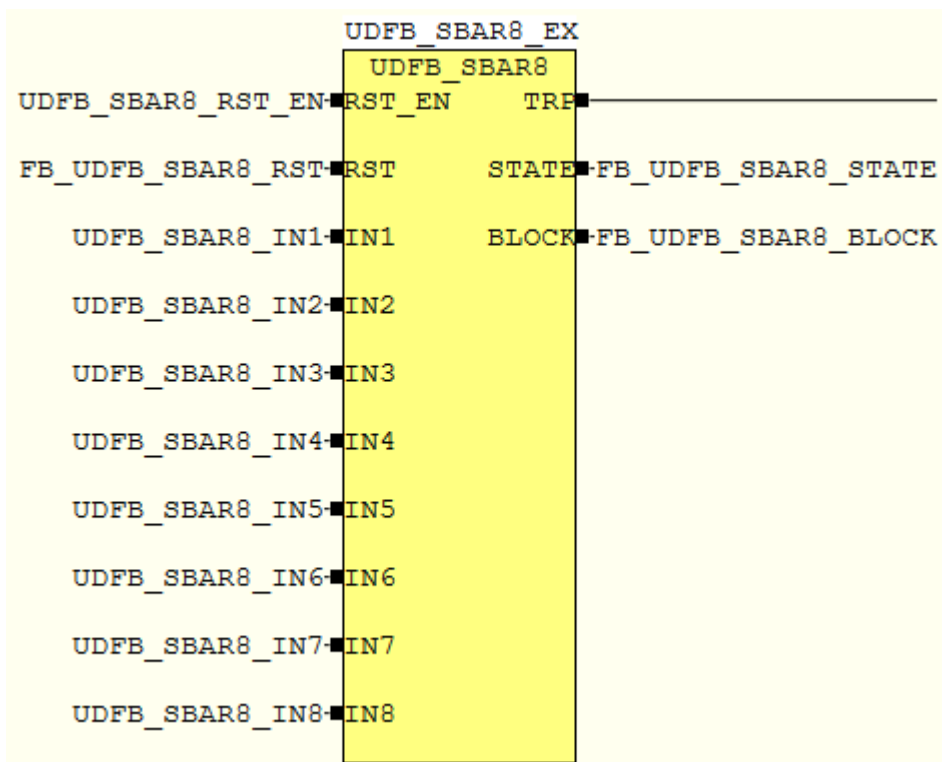 UDFB_SBAR8_EX
UDFB_SBAR8
UDFB_SBAR8_RST_EN RST_EN TRP
FB_UDFB_SBAR8_RST RST STATE FB_UDFB_SBAR8_STATE
UDFB_SBAR8_IN1 IN1 BLOCK FB_UDFB_SBAR8_BLOCK
UDFB_SBAR8_IN2 IN2
UDFB_SBAR8_IN3 IN3
UDFB_SBAR8_IN4 IN4
UDFB_SBAR8_IN5 IN5
UDFB_SBAR8_IN6 IN6
UDFB_SBAR8_IN7 IN7
UDFB_SBAR8_IN8 IN8